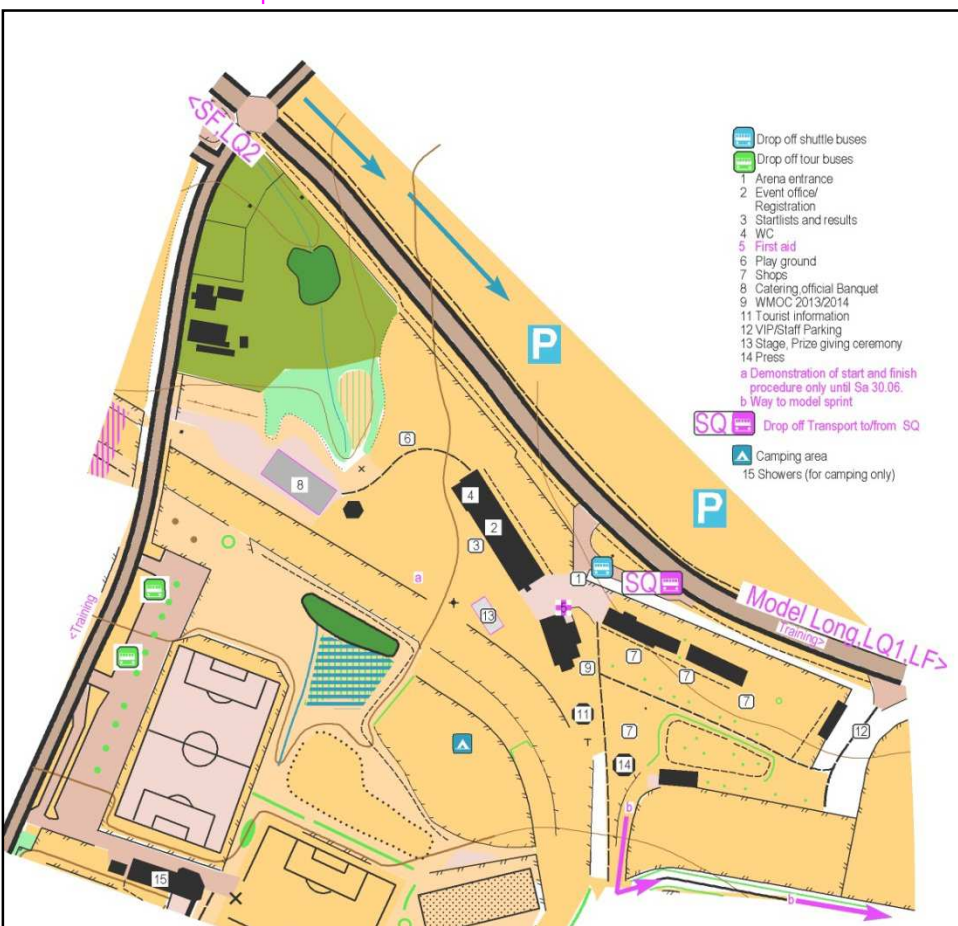 <SF,LQ2
Drop off shuttle buses
Drop off tour buses
1 Arena entrance
2 Event office/
Registration
3 Startlists and results
4 WC
5 First aid
6 Play ground
7 Shops
8 Catering,official Banquet
9 WMOC 2013/2014
11 Tourist information
12 VIP/Staff Parking
13 Stage, Prize giving ceremony
14 Press
a Demonstration of start and finish
procedure only until Sa 30.06.
b Way to model sprint
SQ Drop off Transport to/from SQ
Camping area
15 Showers (for camping only)
P
P
6
8
4
2
3
1
SQ
a
5
13
Model Long,LQ1,LF>
Training>
<Training
9
7
7
7
7
11
12
14
b
b
15